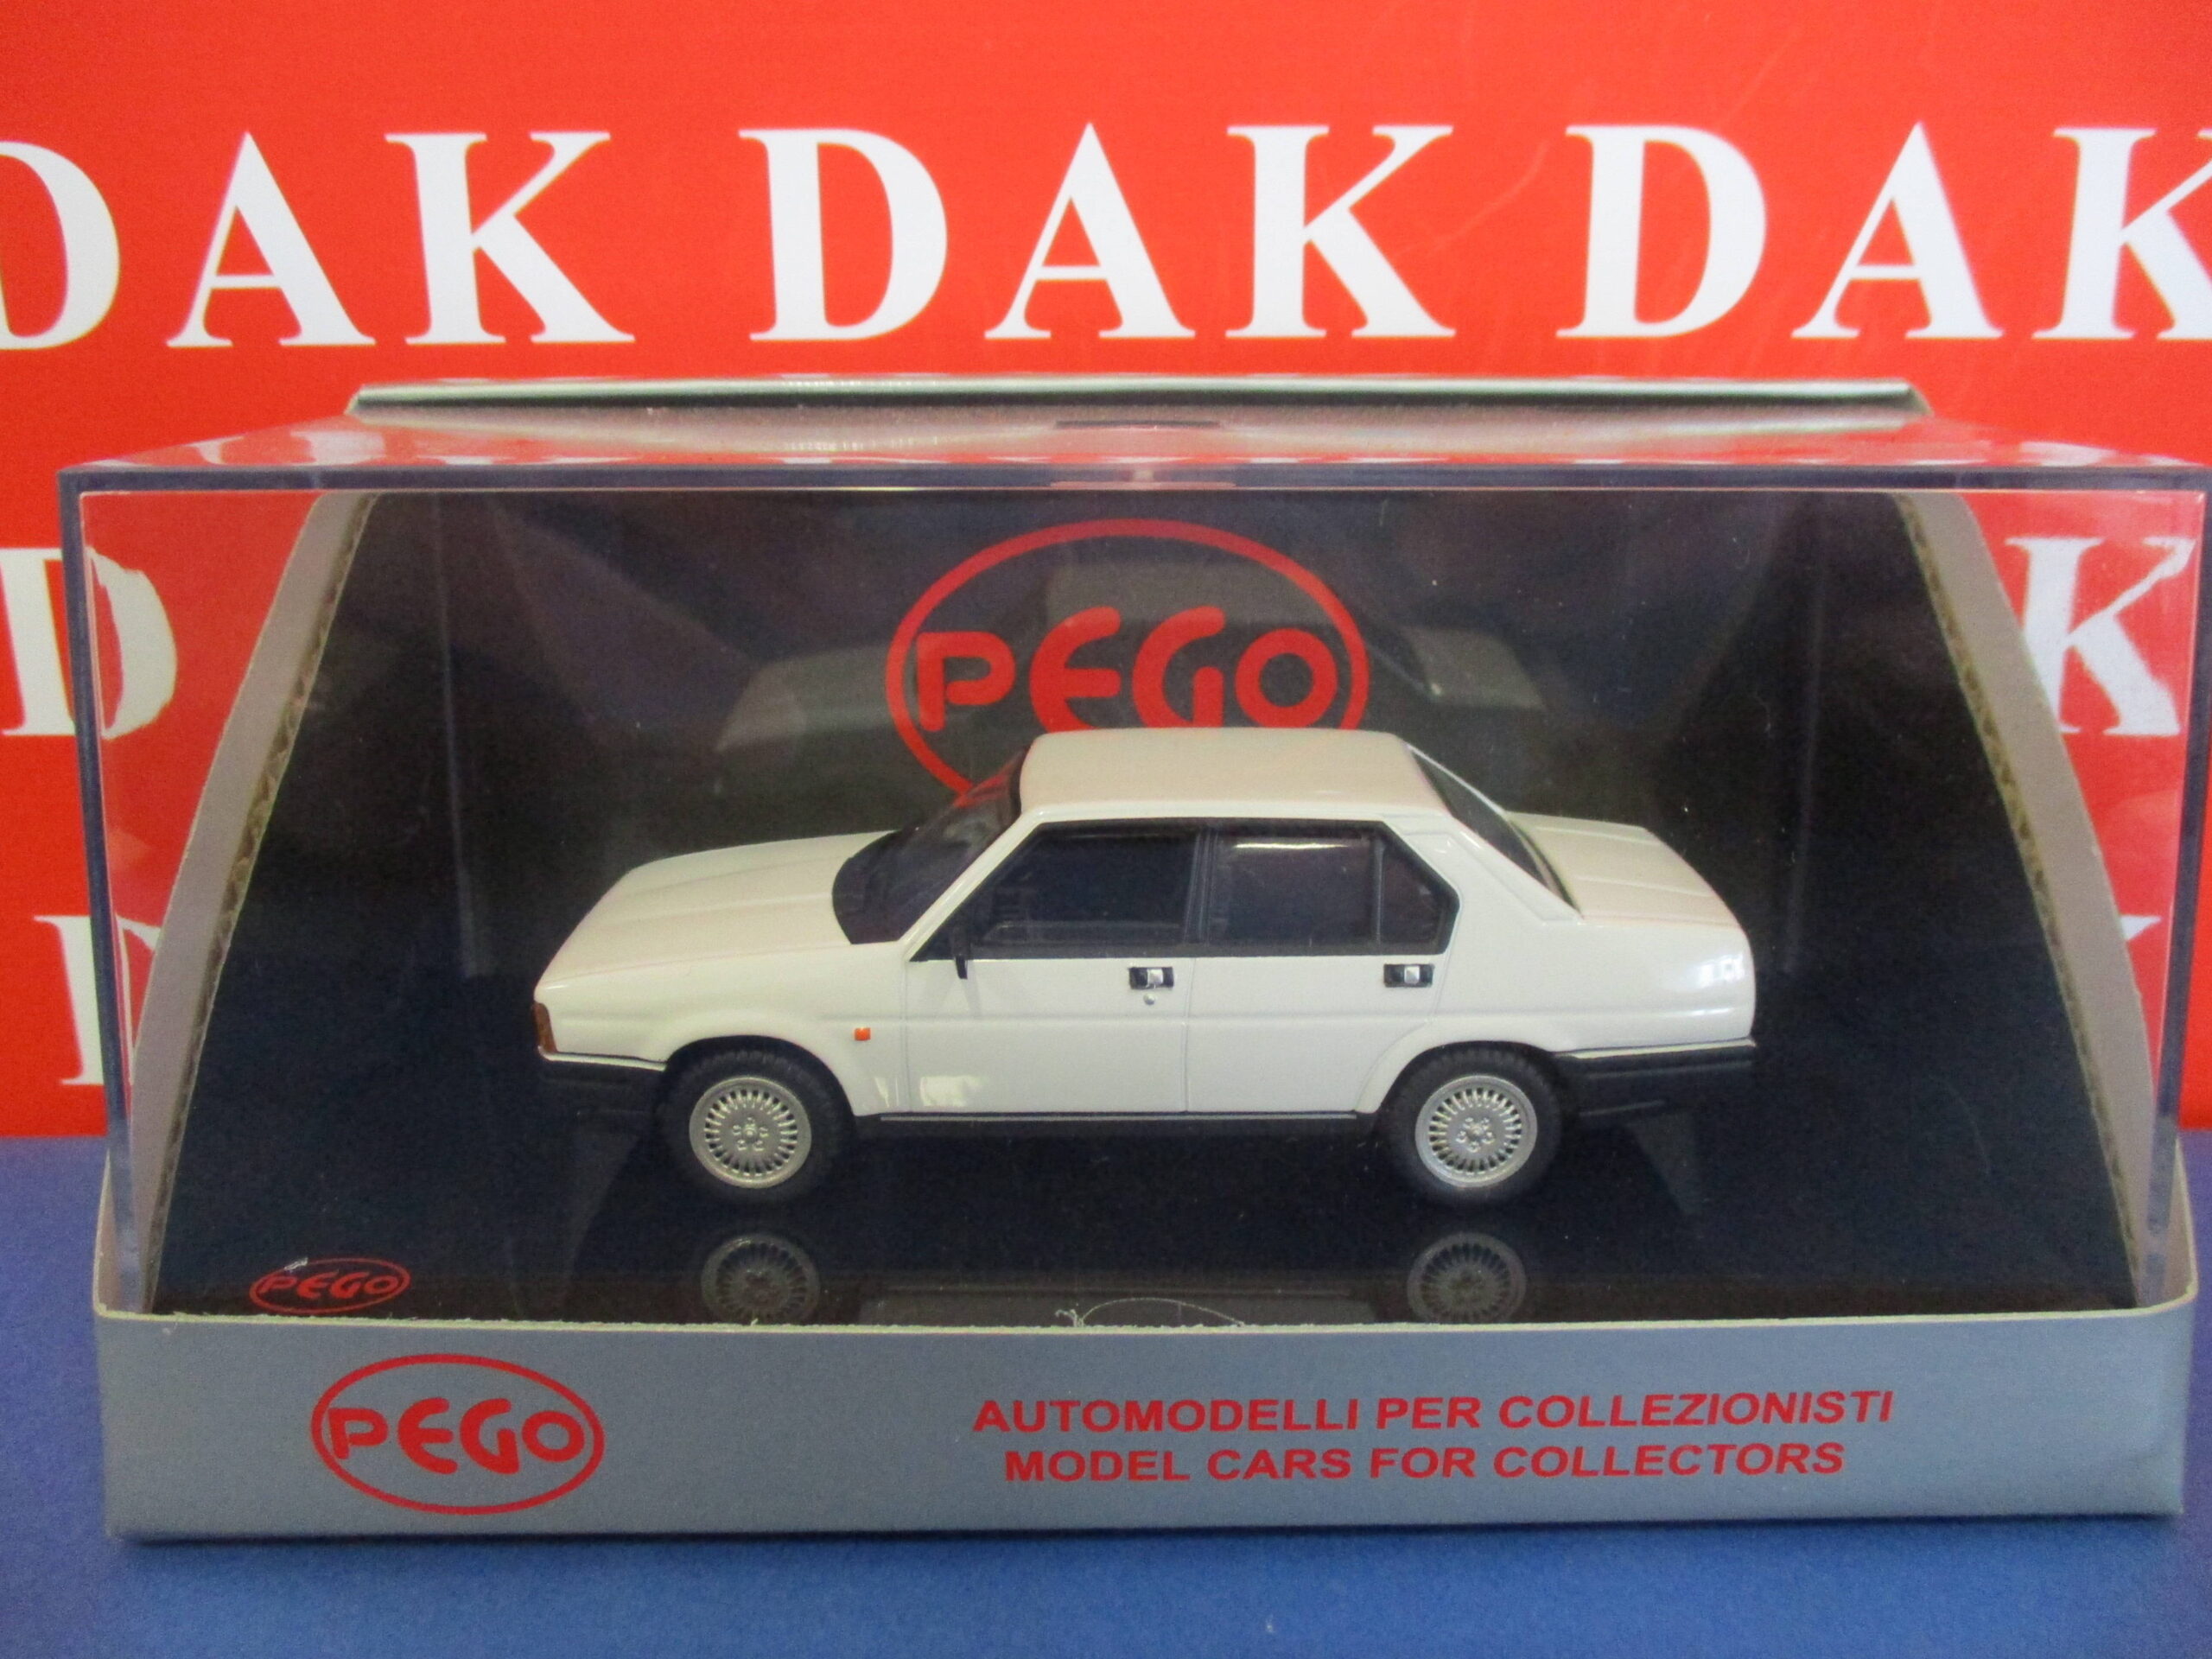 DAK DAK DAK
D K
D
PEGO
PEGO
PEGO
AUTOMODELLI PER COLLEZIONISTI
MODEL CARS FOR COLLECTORS